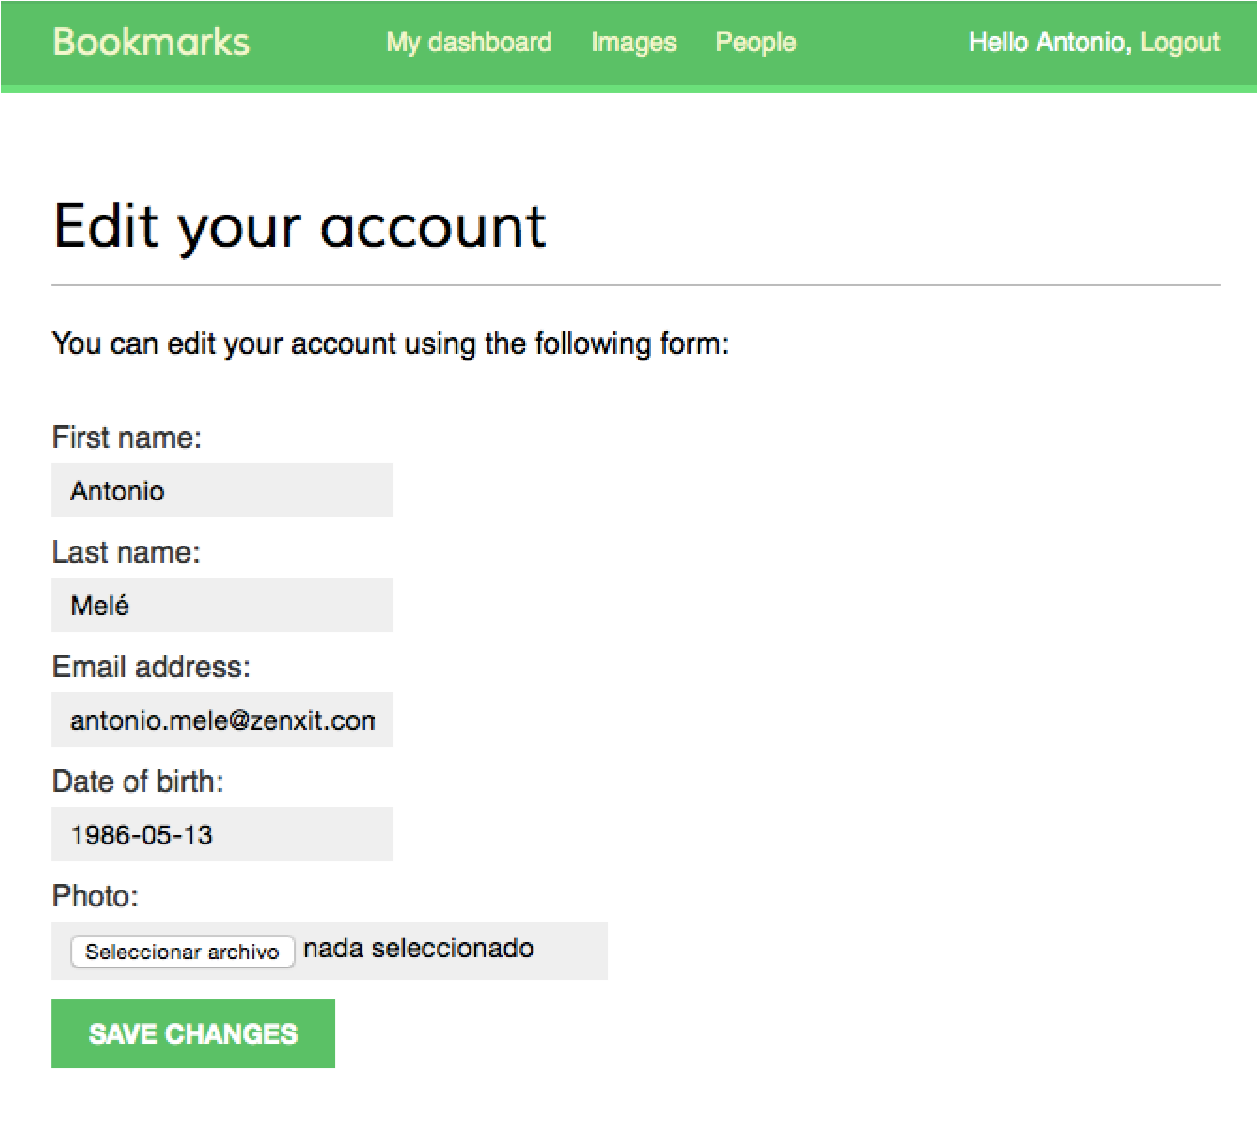 Bookmarks My dashboard Images People Hello Antonio, Logout
Edit your account
You can edit your account using the following form:
First name:
Antonio
Last name:
Melé
Email address:
antonio.mele@zenxit.com
Date of birth:
1986-05-13
Photo:
Seleccionar archivo nada seleccionado
SAVE CHANGES